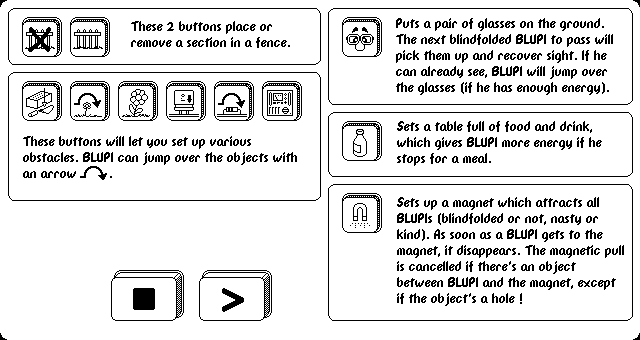 These 2 buttons place or
remove a section in a fence.
These buttons will let you set up various
obstacles. BLUPI can jump over the objects with
an arrow .
Puts a pair of glasses on the ground.
The next blindfolded BLUPI to pass will
pick them up and recover sight. If he
can already see, BLUPI will jump over
the glasses (if he has enough energy).
Sets a table full of food and drink,
which gives BLUPI more energy if he
stops for a meal.
Sets up a magnet which attracts all
BLUPIs (blindfolded or not, nasty or
kind). As soon as a BLUPI gets to the
magnet, it disappears. The magnetic pull
is cancelled if there's an object
between BLUPI and the magnet, except
if the object's a hole !